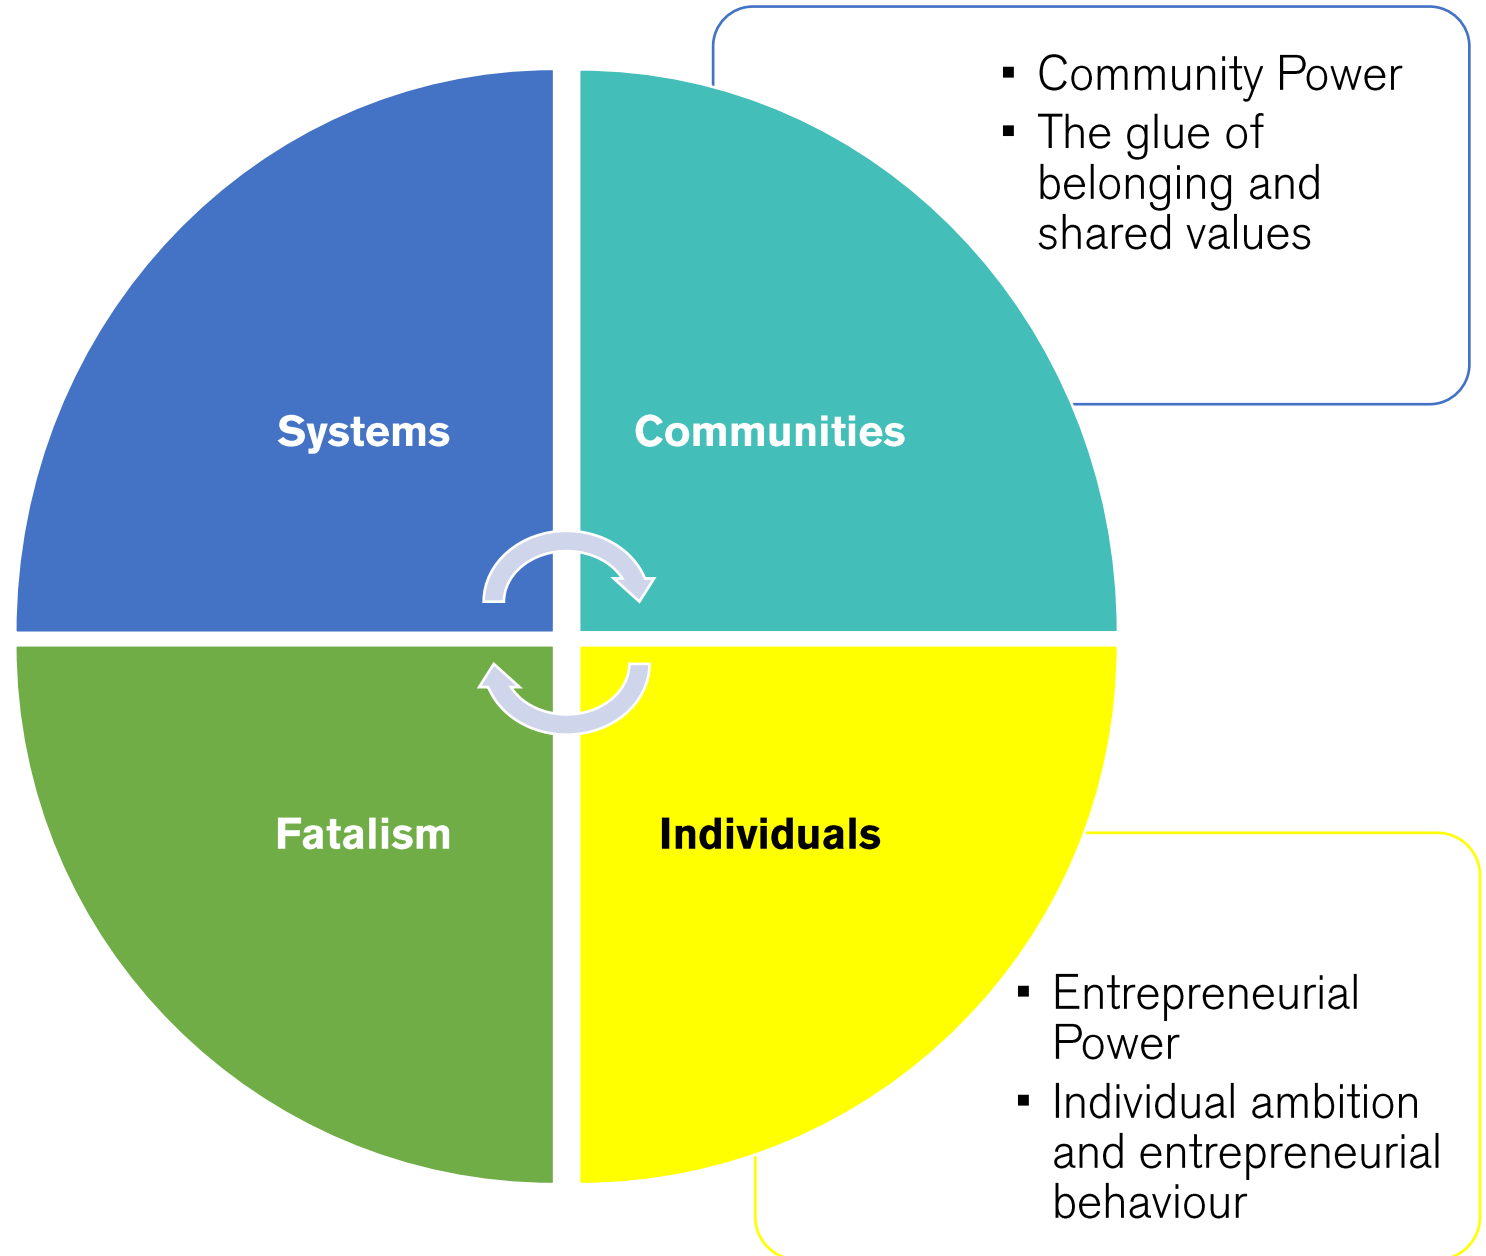 ▪ Community Power
▪ The glue of
belonging and
shared values
Systems
Communities
Fatalism
Individuals
▪ Entrepreneurial
Power
▪ Individual ambition
and entrepreneurial
behaviour